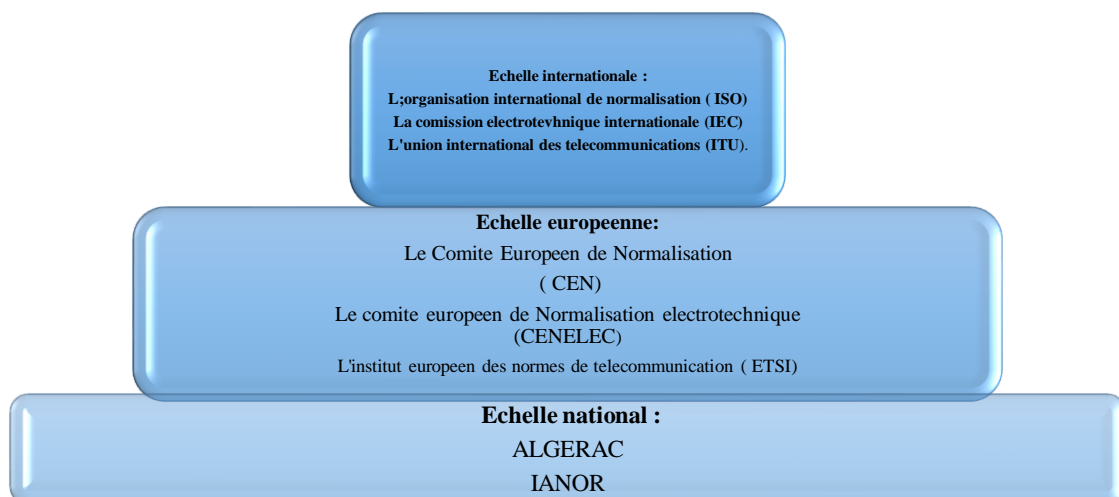 Echelle internationale :
L;organisation international de normalisation ( ISO)
La comission electrotevhnique internationale (IEC)
L'union international des telecommunications (ITU).
Echelle europeenne:
Le Comite Europeen de Normalisation
( CEN)
Le comite europeen de Normalisation electrotechnique
(CENELEC)
L'institut europeen des normes de telecommunication ( ETSI)
Echelle national :
ALGERAC
IANOR